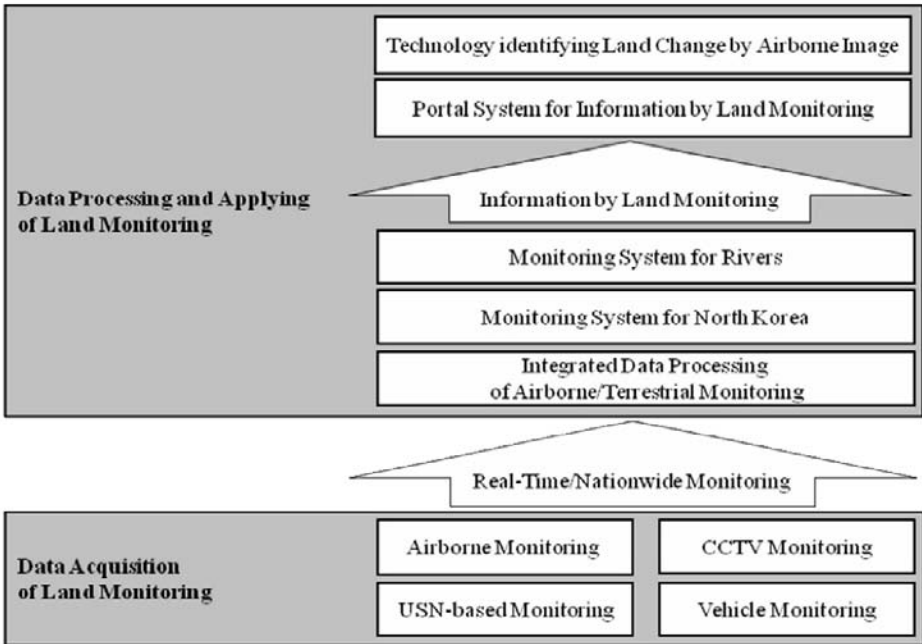 Technology identifying Land Change by Airborne Image
Portal System for Information by Land Monitoring
Data Processing and Applying
of Land Monitoring
Information by Land Monitoring
Monitoring System for Rivers
Monitoring System for North Korea
Integrated Data Processing
of Airborne/Terrestrial Monitoring
Real-Time/Nationwide Monitoring
Data Acquisition
of Land Monitoring
Airborne Monitoring
CCTV Monitoring
USN-based Monitoring
Vehicle Monitoring